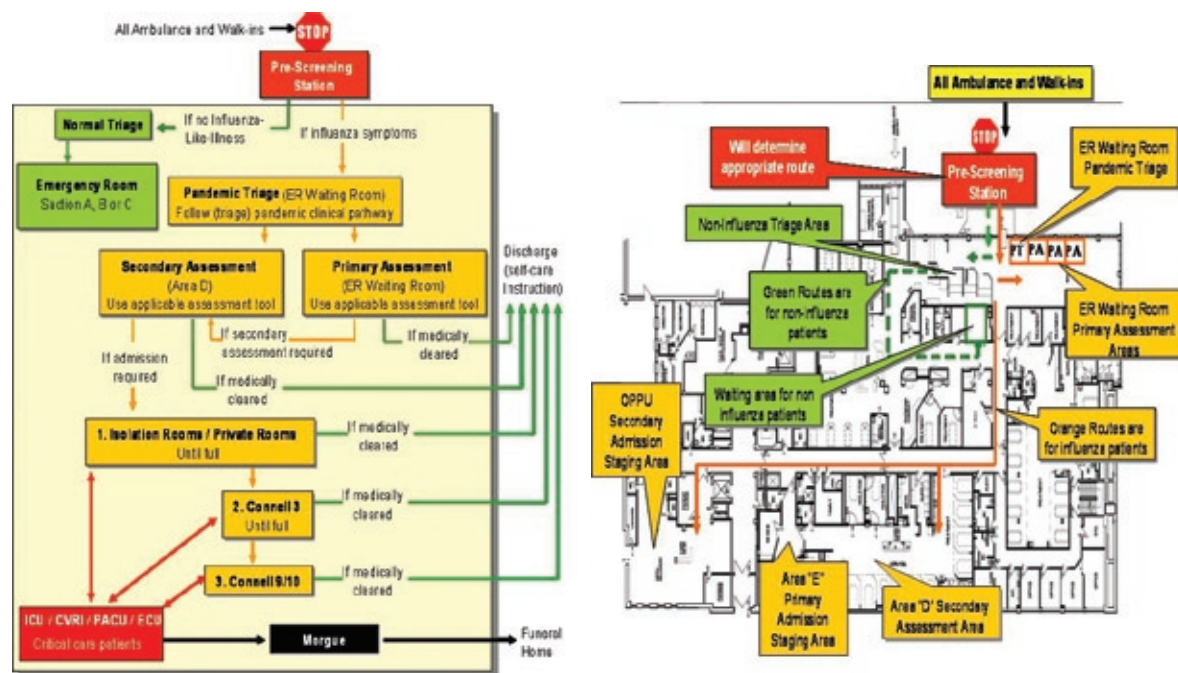 All Ambulance and Walk-ins
STOP
Pre-Screening
Station
Normal Triage
If no Influenza-
Like-Illness
If influenza symptoms
Emergency Room
Section A, B or C
Pandemic Triage (ER Waiting Room)
Follow (triage) pandemic clinical pathway
Secondary Assessment
(Area D)
Use applicable assessment tool
Primary Assessment
(ER Waiting Room)
Use applicable assessment tool
Discharge
(self-care
Instruction)
If secondary
assessment required
If medically
cleared
If admission
required
If medically
cleared
1. Isolation Rooms / Private Rooms
Until full
If medically
cleared
2. Connell 3
Until full
If medically
cleared
3. Connell 9/10
If medically
cleared
ICU / CVRI / PACU / ECU
Critical care patients
Morgue
Funeral
Home
All Ambulance and Walk-ins
STOP
Will determine
appropriate route
Pre-Screening
Station
ER Waiting Room
Pandemic Triage
Non-Influenza Triage Area
PT PA PA PA
Green Routes are
for non-influenza
patients
ER Waiting Room
Primary Assessment
Areas
Waiting area for non
influenza patients
OPPU
Secondary
Admission
Staging Area
Orange Routes are
for influenza patients
Area "E"
Primary
Admission
Staging Area
Area "D" Secondary
Assessment Area